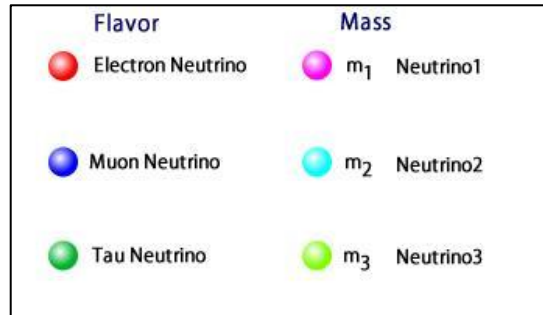 Flavor Mass
Electron Neutrino m1 Neutrino1
Muon Neutrino m2 Neutrino2
Tau Neutrino m3 Neutrino3